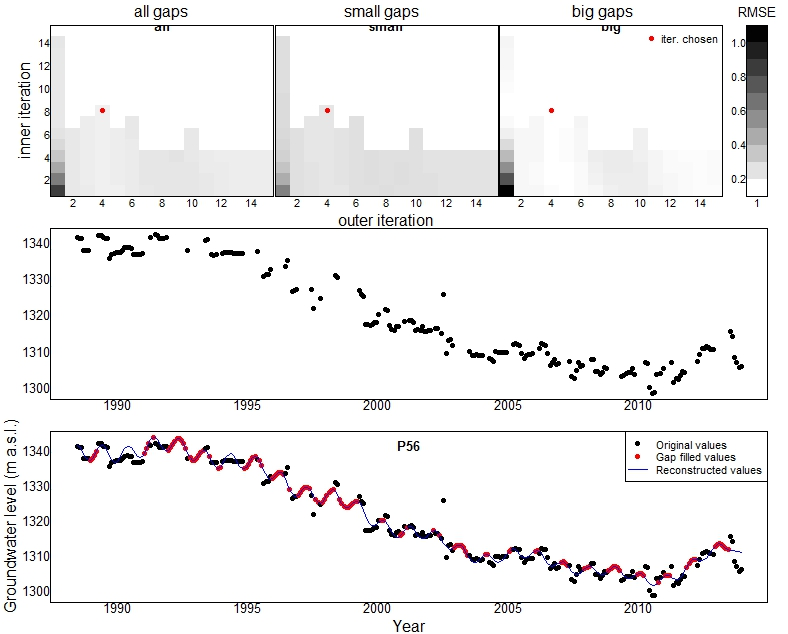 all gaps small gaps big gaps RMSE
all small big
iter. chosen
inner iteration
14
12
10
8
6
4
2
2 4 6 8 10 12 14
2 4 6 8 10 12 14
2 4 6 8 10 12 14
1.0
0.8
0.6
0.4
0.2
1
outer iteration
1340
1330
1320
1310
1300
1990 1995 2000 2005 2010
P56
Original values
Gap filled values
Reconstructed values
Groundwater level (m a.s.l.)
1340
1330
1320
1310
1300
1990 1995 2000 2005 2010
Year